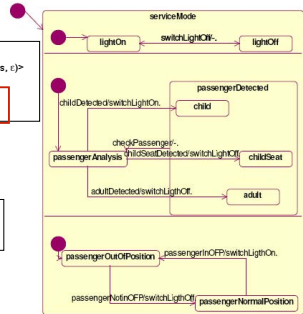 serviceMode
lightOn
switchLightOff/-.
lightOff
s, ε)>
passengerDetected
childDetected/switchLightOn.
child
checkPassenger/-.
passengerAnalysis
childSeatDetected/switchLightOff.
childSeat
adultDetected/switchLigthOff.
adult
passengerOutOfPosition
passengerInOFP/switchLigthOn.
passengerNotinOFP/switchLigthOff.
passengerNormalPosition